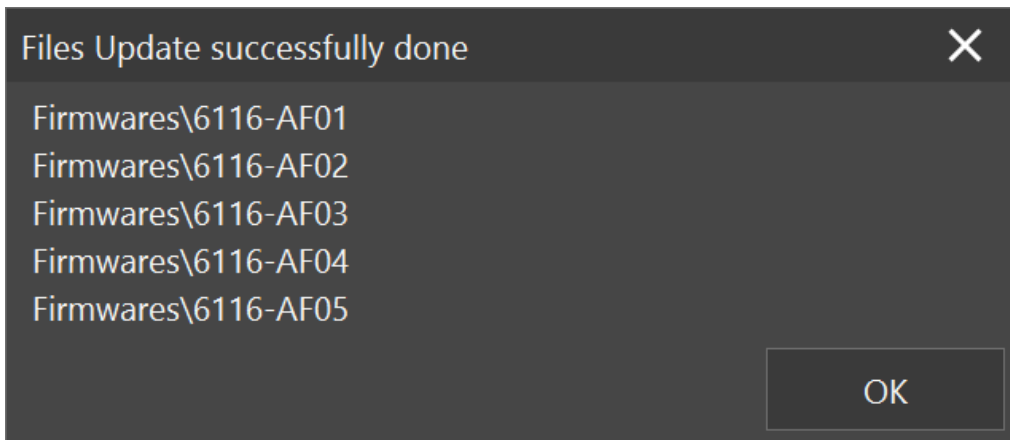 Files Update successfully done
Firmwares\6116-AF01
Firmwares\6116-AF02
Firmwares\6116-AF03
Firmwares\6116-AF04
Firmwares\6116-AF05
OK